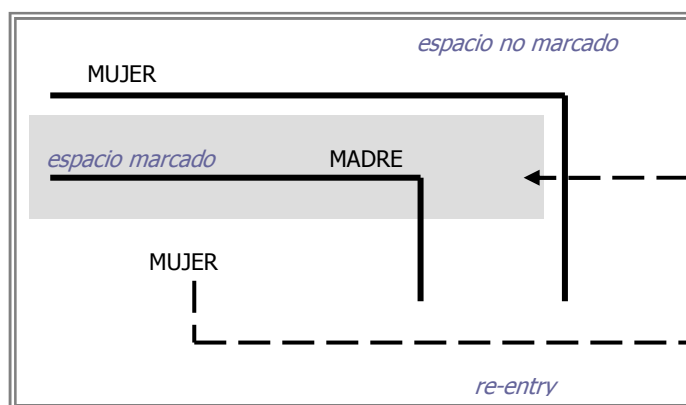 espacio no marcado
MUJER
espacio marcado MADRE
MUJER
re-entry